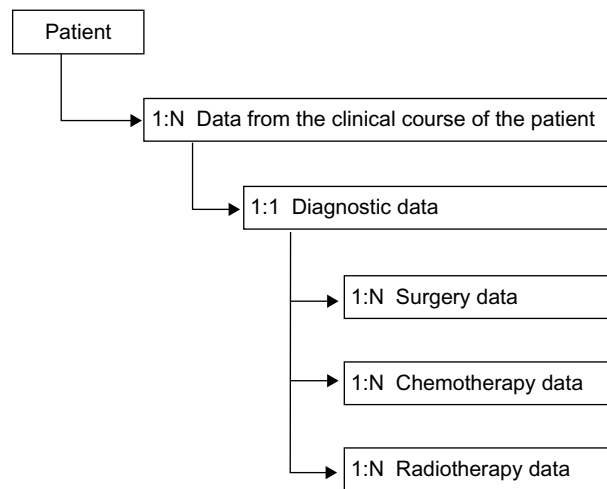 Patient
1:N Data from the clinical course of the patient
1:1 Diagnostic data
1:N Surgery data
1:N Chemotherapy data
1:N Radiotherapy data